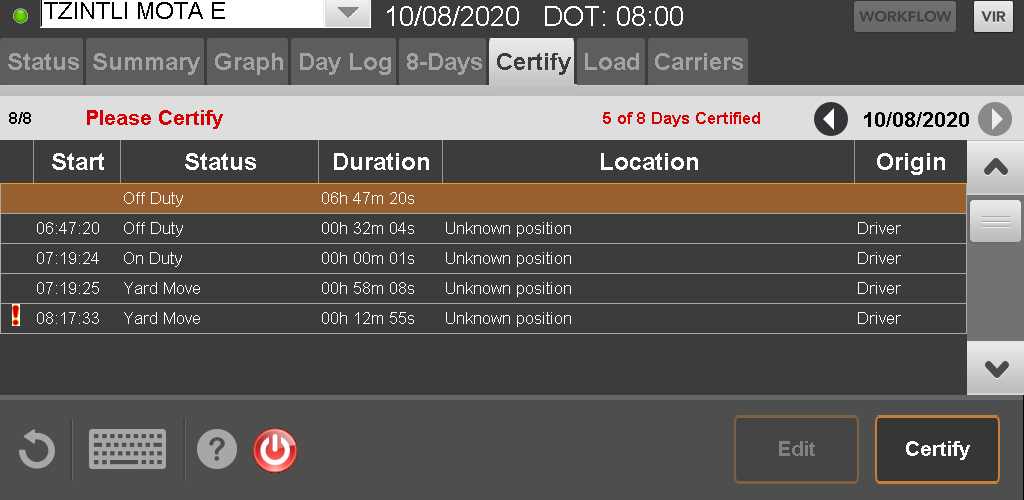 TZINTLI MOTA E 10/08/2020 DOT: 08:00 WORKFLOW VIR
Status Summary Graph Day Log 8-Days Certify Load Carriers
8/8 Please Certify 5 of 8 Days Certified 10/08/2020
Start Status Duration Location Origin
Off Duty 06h 47m 20s
06:47:20 Off Duty 00h 32m 04s Unknown position Driver
07:19:24 On Duty 00h 00m 01s Unknown position Driver
07:19:25 Yard Move 00h 58m 08s Unknown position Driver
! 08:17:33 Yard Move 00h 12m 55s Unknown position Driver
? Edit Certify